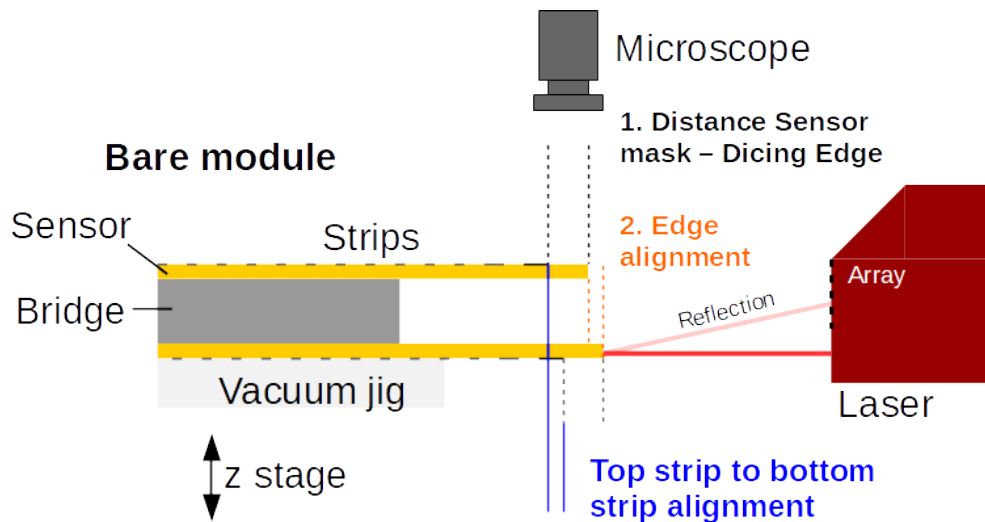 Microscope
1. Distance Sensor
mask – Dicing Edge
Bare module
Sensor
Strips
2. Edge
alignment
Array
Bridge
Reflection
Vacuum jig
Laser
z stage
Top strip to bottom
strip alignment